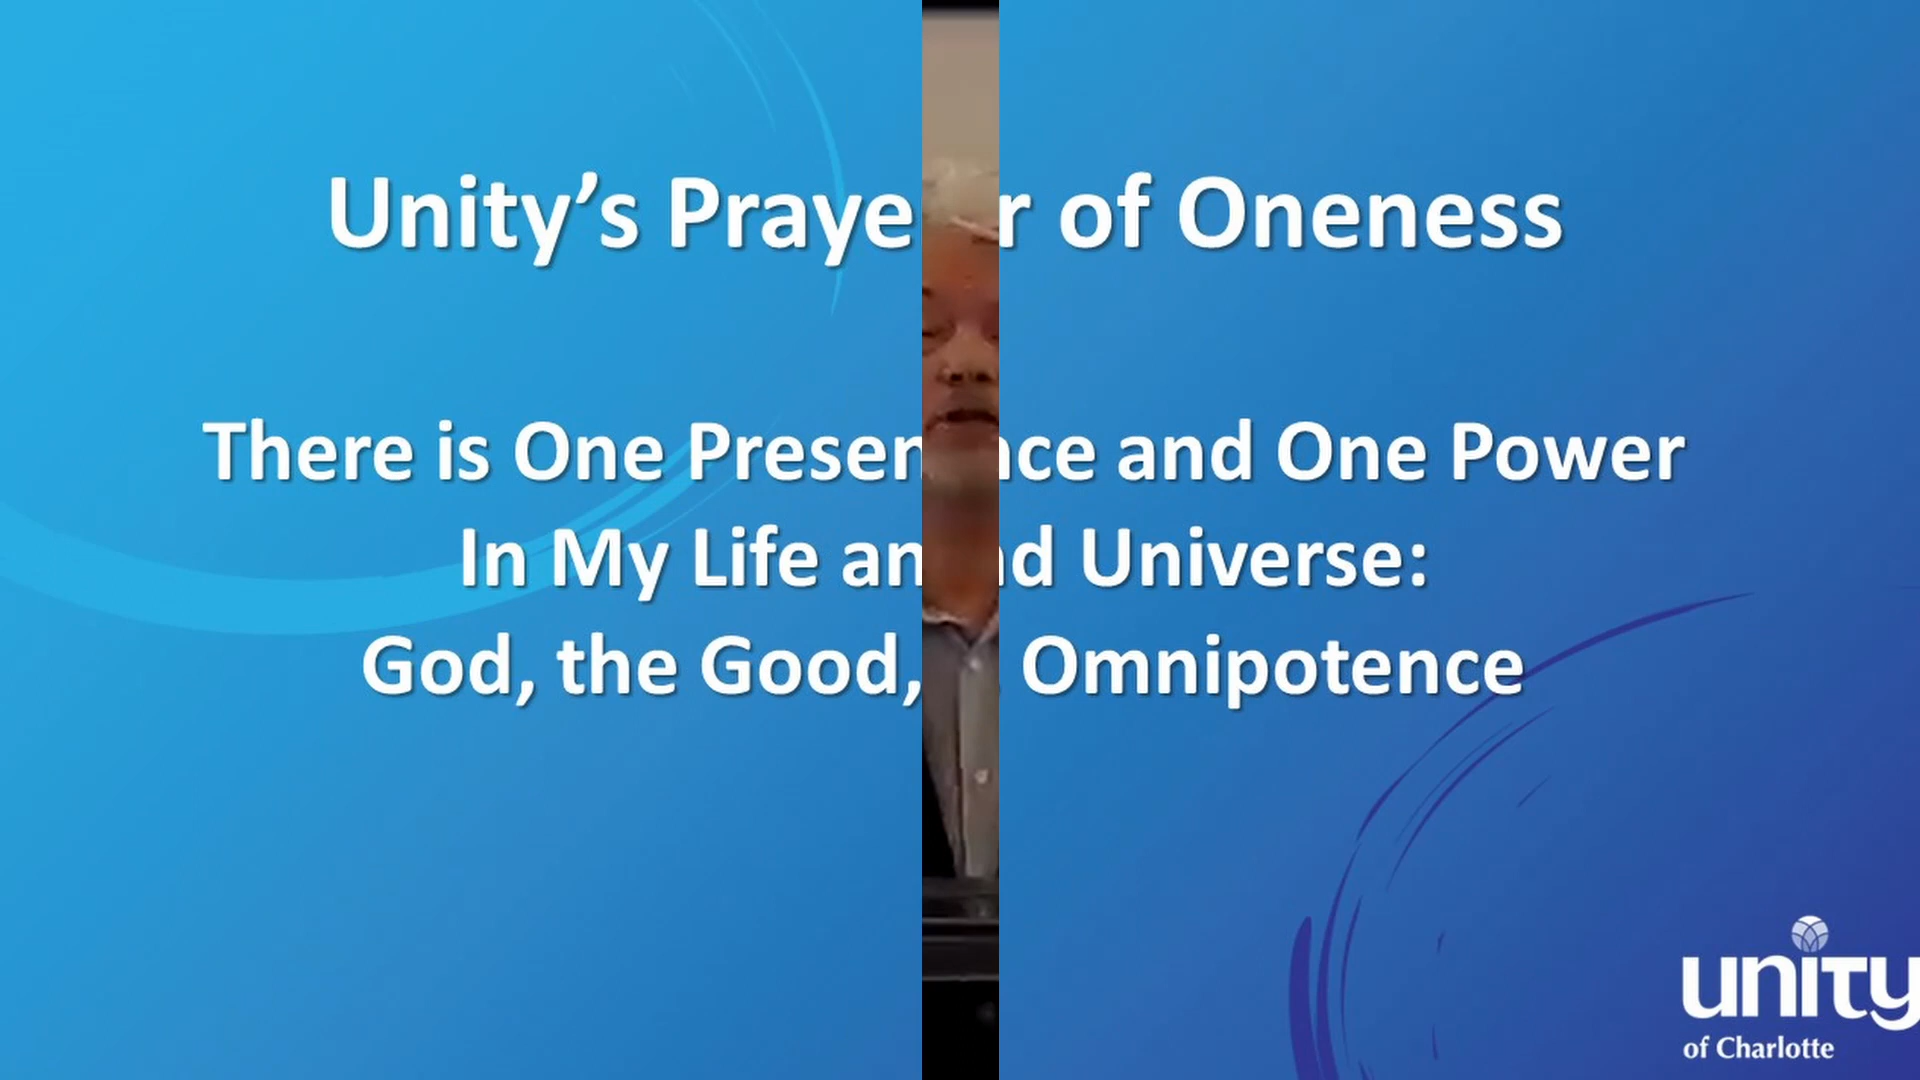 Unity's Prayer of Oneness
There is One Presence and One Power
In My Life and Universe:
God, the Good, Omnipotence
unity
of Charlotte